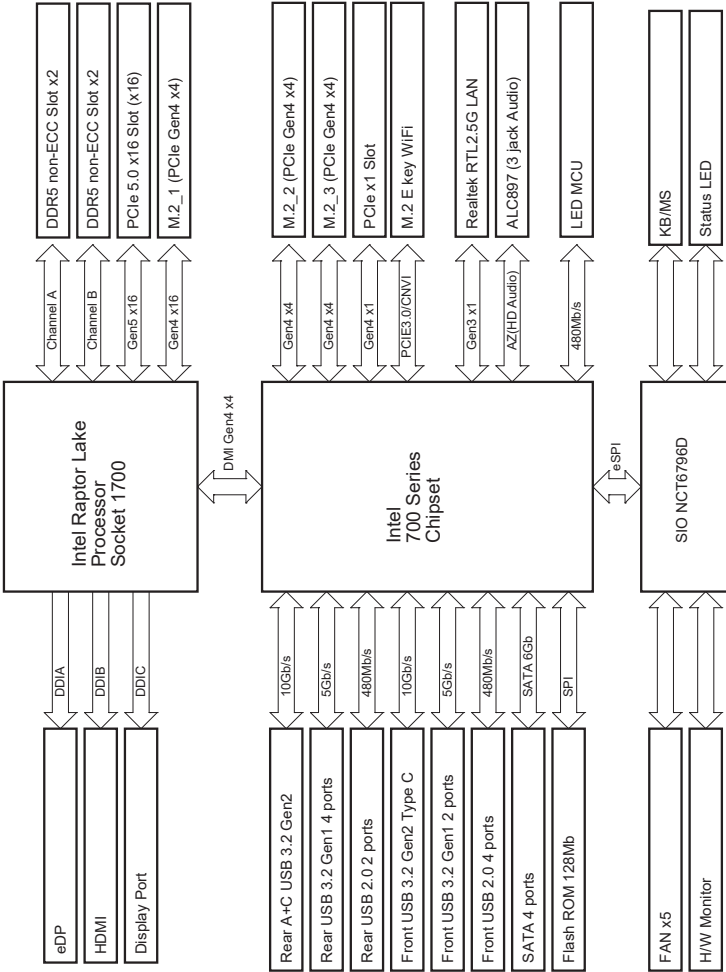 eDP
HDMI
Display Port
DDIA
DDIB
DDIC
Intel Raptor Lake
Processor
Socket 1700
Channel A
Channel B
Gen5 x16
Gen4 x16
DDR5 non-ECC Slot x2
DDR5 non-ECC Slot x2
PCIe 5.0 x16 Slot (x16)
M.2_1 (PCIe Gen4 x4)
DMI Gen4 x4
Rear A+C USB 3.2 Gen2
Rear USB 3.2 Gen1 4 ports
Rear USB 2.0 2 ports
Front USB 3.2 Gen2 Type C
Front USB 3.2 Gen1 2 ports
Front USB 2.0 4 ports
SATA 4 ports
Flash ROM 128Mb
10Gb/s
5Gb/s
480Mb/s
10Gb/s
5Gb/s
480Mb/s
SATA 6Gb
SPI
Intel
700 Series
Chipset
Gen4 x4
Gen4 x4
Gen4 x1
PCIE3.0/CNVI
Gen3 x1
AZ(HD Audio)
480Mb/s
M.2_2 (PCIe Gen4 x4)
M.2_3 (PCIe Gen4 x4)
PCIe x1 Slot
M.2 E key WiFi
Realtek RTL2.5G LAN
ALC897 (3 jack Audio)
LED MCU
eSPI
FAN x5
H/W Monitor
SIO NCT6796D
KB/MS
Status LED